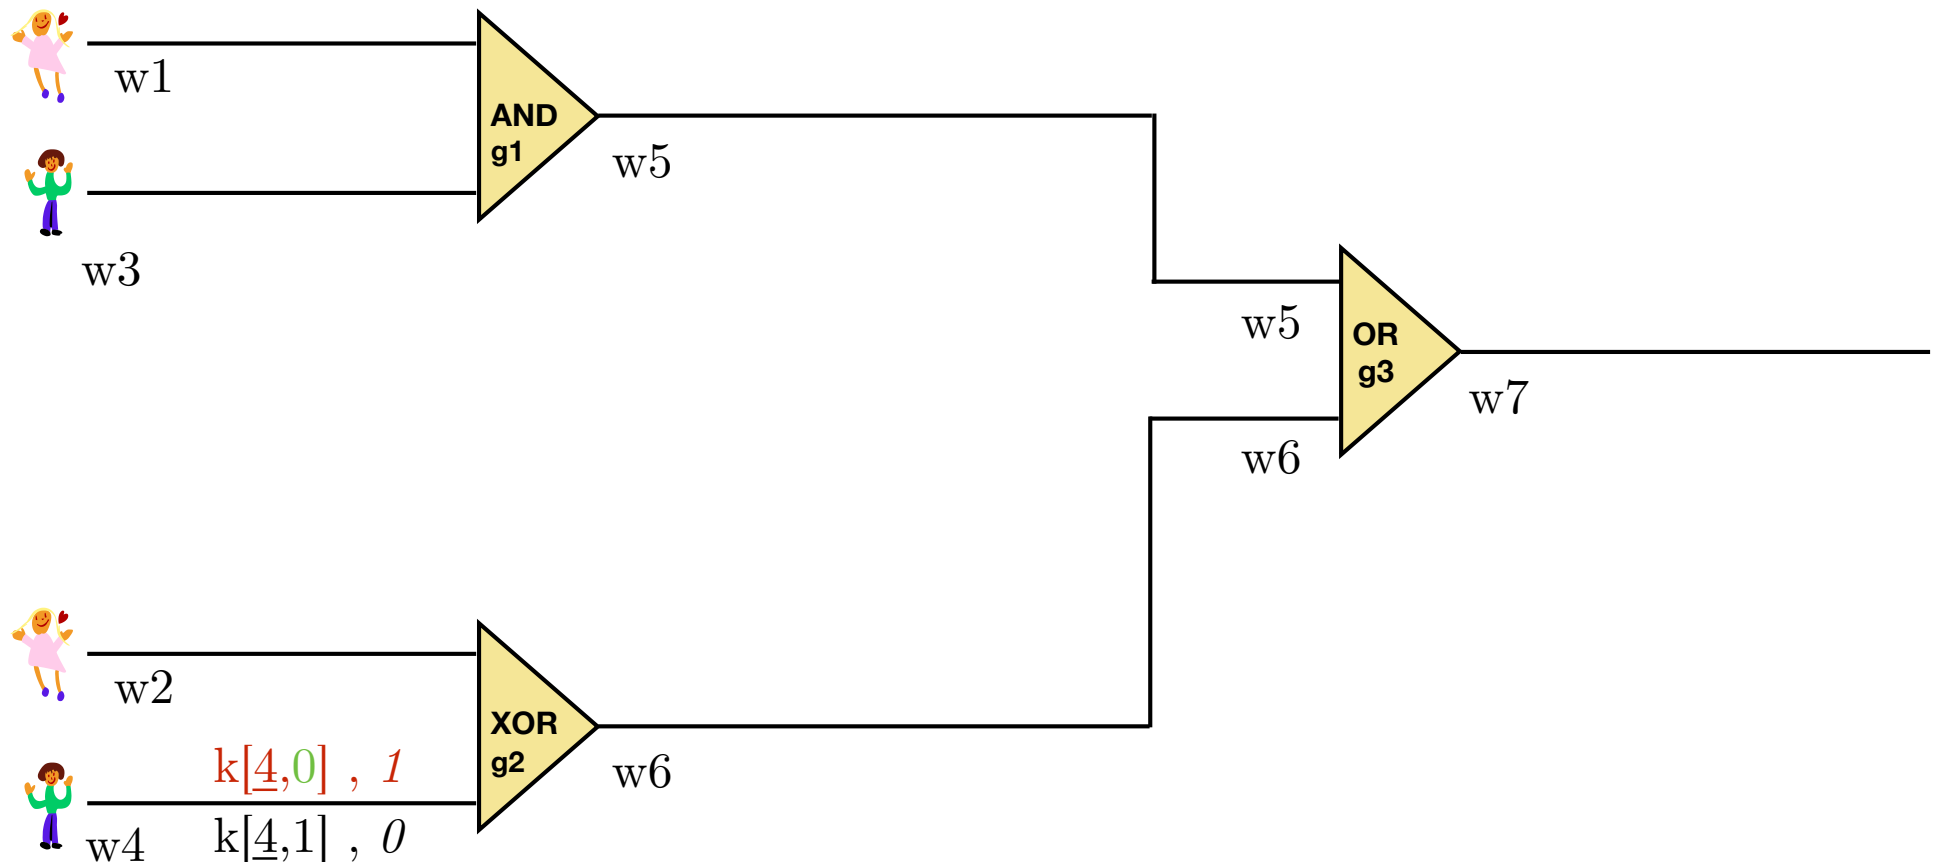 w1
AND
g1
w5
w3
w5
OR
g3
w7
w6
w2
XOR
g2
w6
k[4,0] , 1
w4
k[4,1] , 0